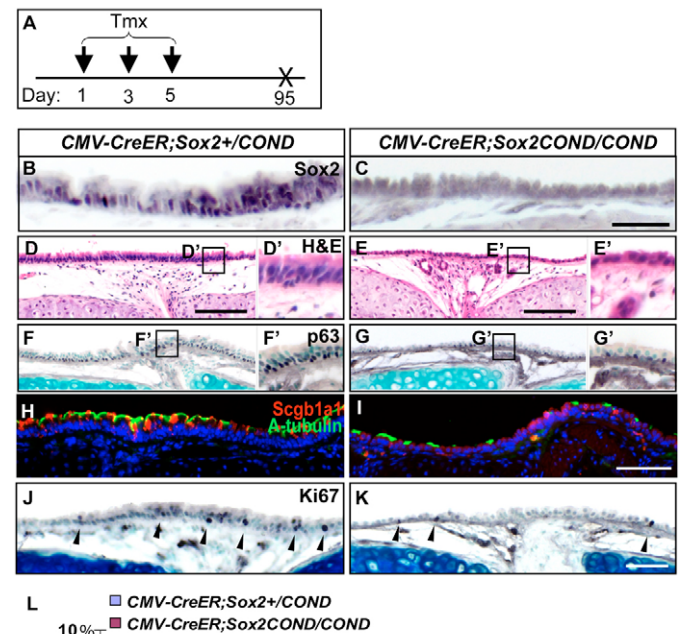 A
Tmx
Day: 1 3 5 95
CMV-CreER;Sox2+/COND
CMV-CreER;Sox2COND/COND
B Sox2
C
D D’ D’ H&E
E E’ E’
F F’ F’ p63
G G’ G’
H Scgb1a1
A-tubulin
I
J Ki67
K
L CMV-CreER;Sox2+/COND
10% CMV-CreER;Sox2COND/COND